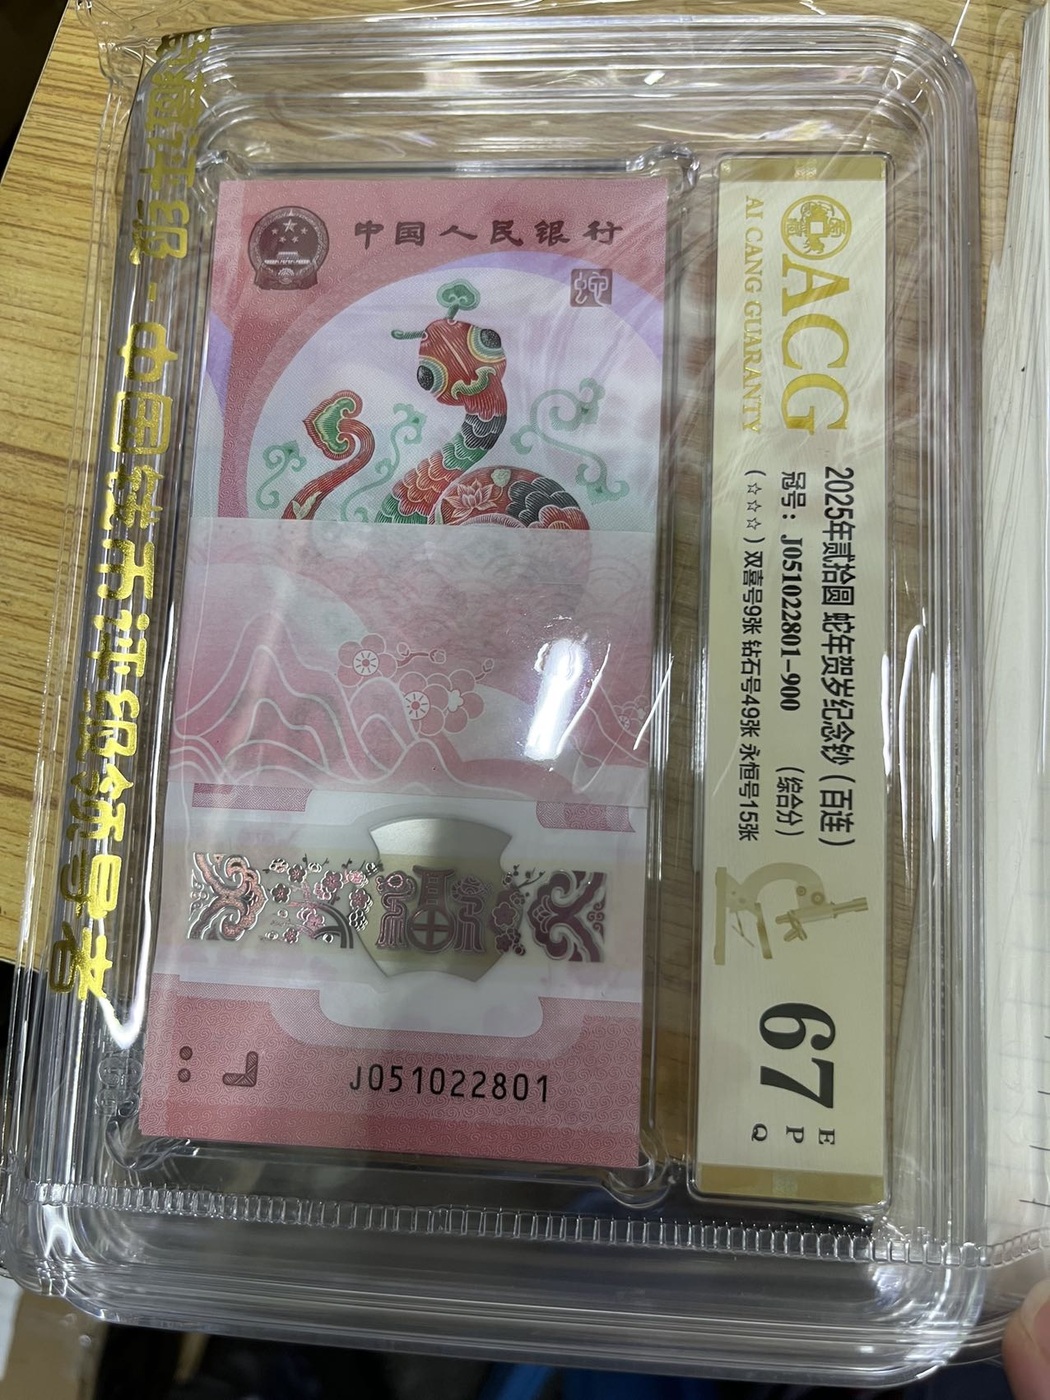 中国人民银行
蛇
J051022801
ACG
AI CANG GUARANTY
2025年贰拾圆 蛇年贺岁纪念钞（百连）
冠号：J051022801-900 （综合分）
（☆☆☆）双喜号9张 钻石号49张 永恒号15张
67
E
P
Q